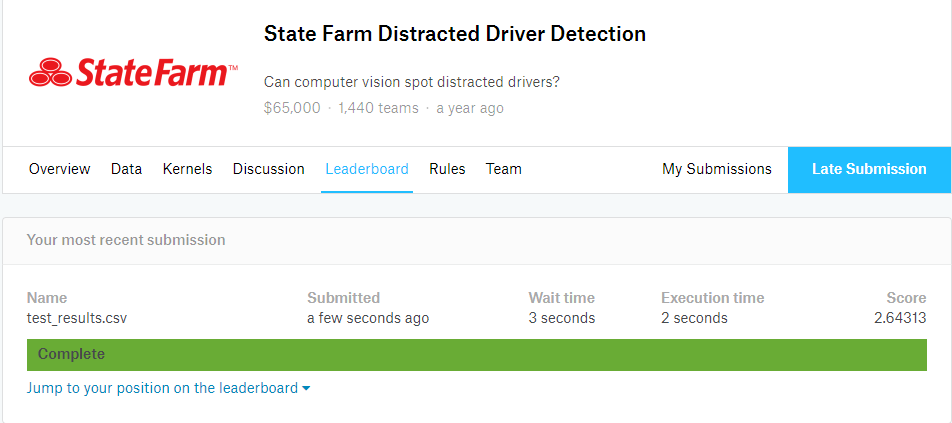 State Farm Distracted Driver Detection
StateFarm™
Can computer vision spot distracted drivers?
$65,000 · 1,440 teams · a year ago
Overview Data Kernels Discussion Leaderboard Rules Team My Submissions Late Submission
Your most recent submission
Name Submitted Wait time Execution time Score
test_results.csv a few seconds ago 3 seconds 2 seconds 2.64313
Complete
Jump to your position on the leaderboard